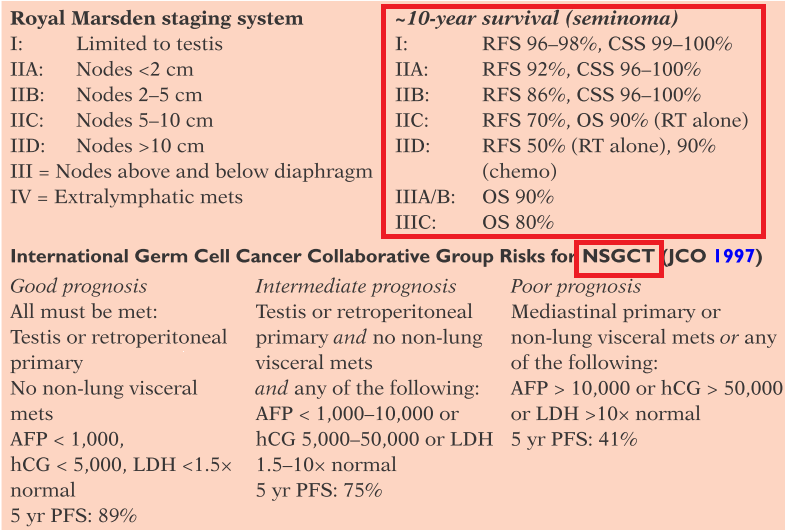 Royal Marsden staging system
I: Limited to testis
IIA: Nodes <2 cm
IIB: Nodes 2–5 cm
IIC: Nodes 5–10 cm
IID: Nodes >10 cm
III = Nodes above and below diaphragm
IV = Extralymphatic mets
~10-year survival (seminoma)
I: RFS 96–98%, CSS 99–100%
IIA: RFS 92%, CSS 96–100%
IIB: RFS 86%, CSS 96–100%
IIC: RFS 70%, OS 90% (RT alone)
IID: RFS 50% (RT alone), 90%
(chemo)
IIIA/B: OS 90%
IIIC: OS 80%
International Germ Cell Cancer Collaborative Group Risks for NSGCT (JCO 1997)
Good prognosis
All must be met:
Testis or retroperitoneal
primary
No non-lung visceral
mets
AFP < 1,000,
hCG < 5,000, LDH <1.5×
normal
5 yr PFS: 89%
Intermediate prognosis
Testis or retroperitoneal
primary and no non-lung
visceral mets
and any of the following:
AFP < 1,000–10,000 or
hCG 5,000–50,000 or LDH
1.5–10× normal
5 yr PFS: 75%
Poor prognosis
Mediastinal primary or
non-lung visceral mets or any
of the following:
AFP > 10,000 or hCG > 50,000
or LDH >10× normal
5 yr PFS: 41%